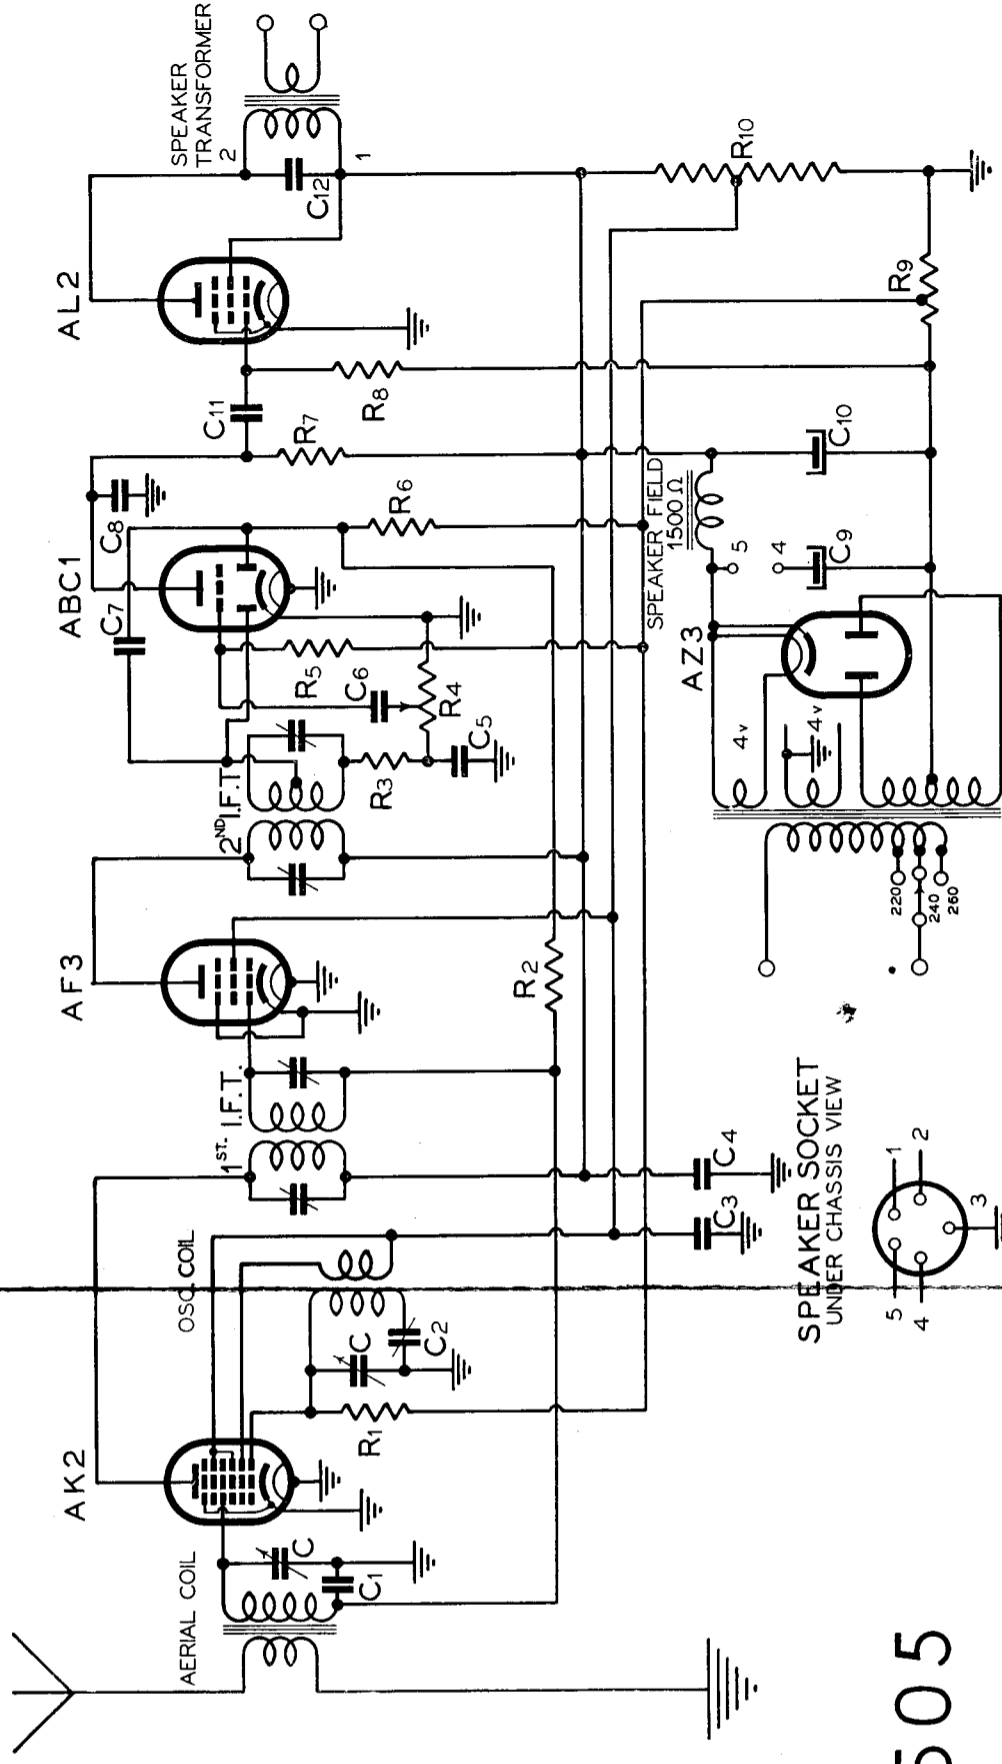 AERIAL COIL
C
C1
AK2
R1
OSC. COIL
C
C2
1ST. I.F.T.
C3
C4
AF3
R2
2ND I.F.T.
R3
C5
R4
C6
R5
C7
ABC1
C8
R6
R7
C11
R8
AL2
C12
SPEAKER
TRANSFORMER
2
1
R10
R9
SPEAKER FIELD
1500 Ω
5
4
C9
C10
AZ3
4v
4v
220
240
260
SPEAKER SOCKET
UNDER CHASSIS VIEW
1
2
3
4
5
505